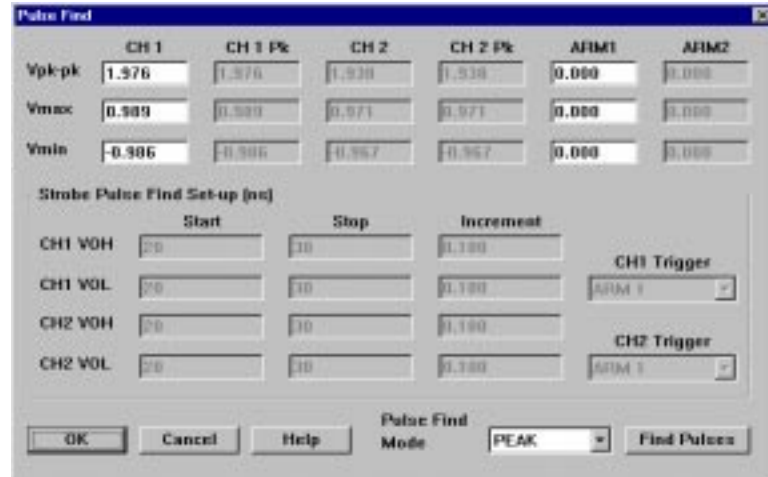 Pulse Find
CH 1 CH 1 Pk CH 2 CH 2 Pk ARM1 ARM2
Vpk-pk 1.976 1.976 1.938 1.938 0.000 0.000
Vmax 0.989 0.989 0.971 0.971 0.000 0.000
Vmin -0.986 -0.986 -0.967 -0.967 0.000 0.000
Strobe Pulse Find Set-up (ns)
Start Stop Increment
CH1 VOH 20 30 0.100
CH1 Trigger
CH1 VOL 20 30 0.100 ARM 1
CH2 VOH 20 30 0.100
CH2 Trigger
CH2 VOL 20 30 0.100 ARM 1
OK Cancel Help Pulse Find Mode PEAK Find Pulses